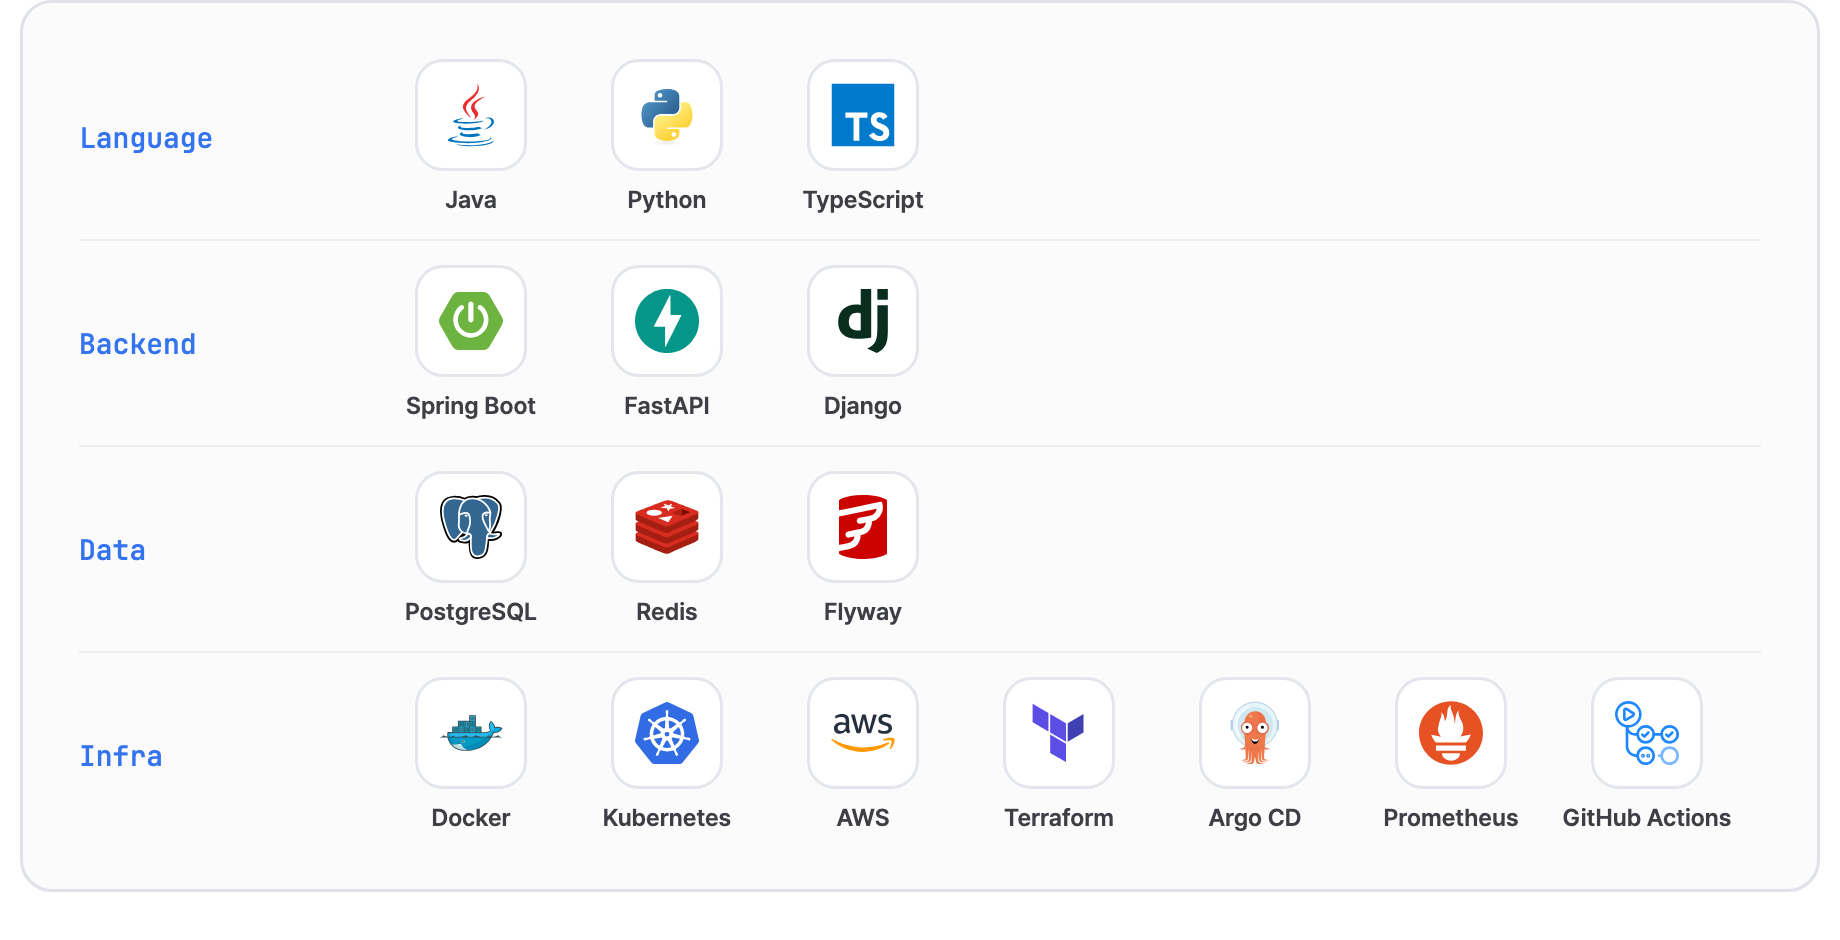 Language
TS
Java
Python
TypeScript
Backend
dj
Spring Boot
FastAPI
Django
Data
PostgreSQL
Redis
Flyway
Infra
aws
Docker
Kubernetes
AWS
Terraform
Argo CD
Prometheus
GitHub Actions